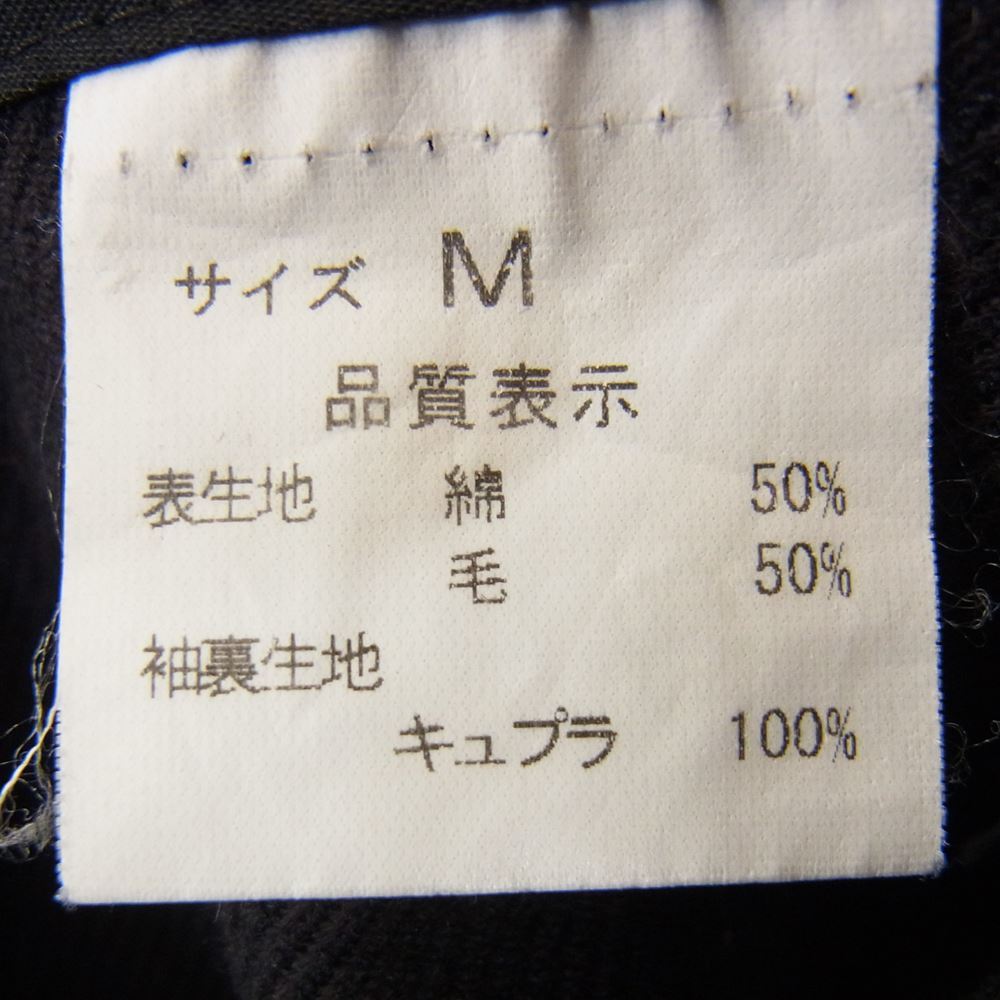 サイズ M
品質表示
表生地 綿 50%
毛 50%
袖裏生地
キュプラ 100%